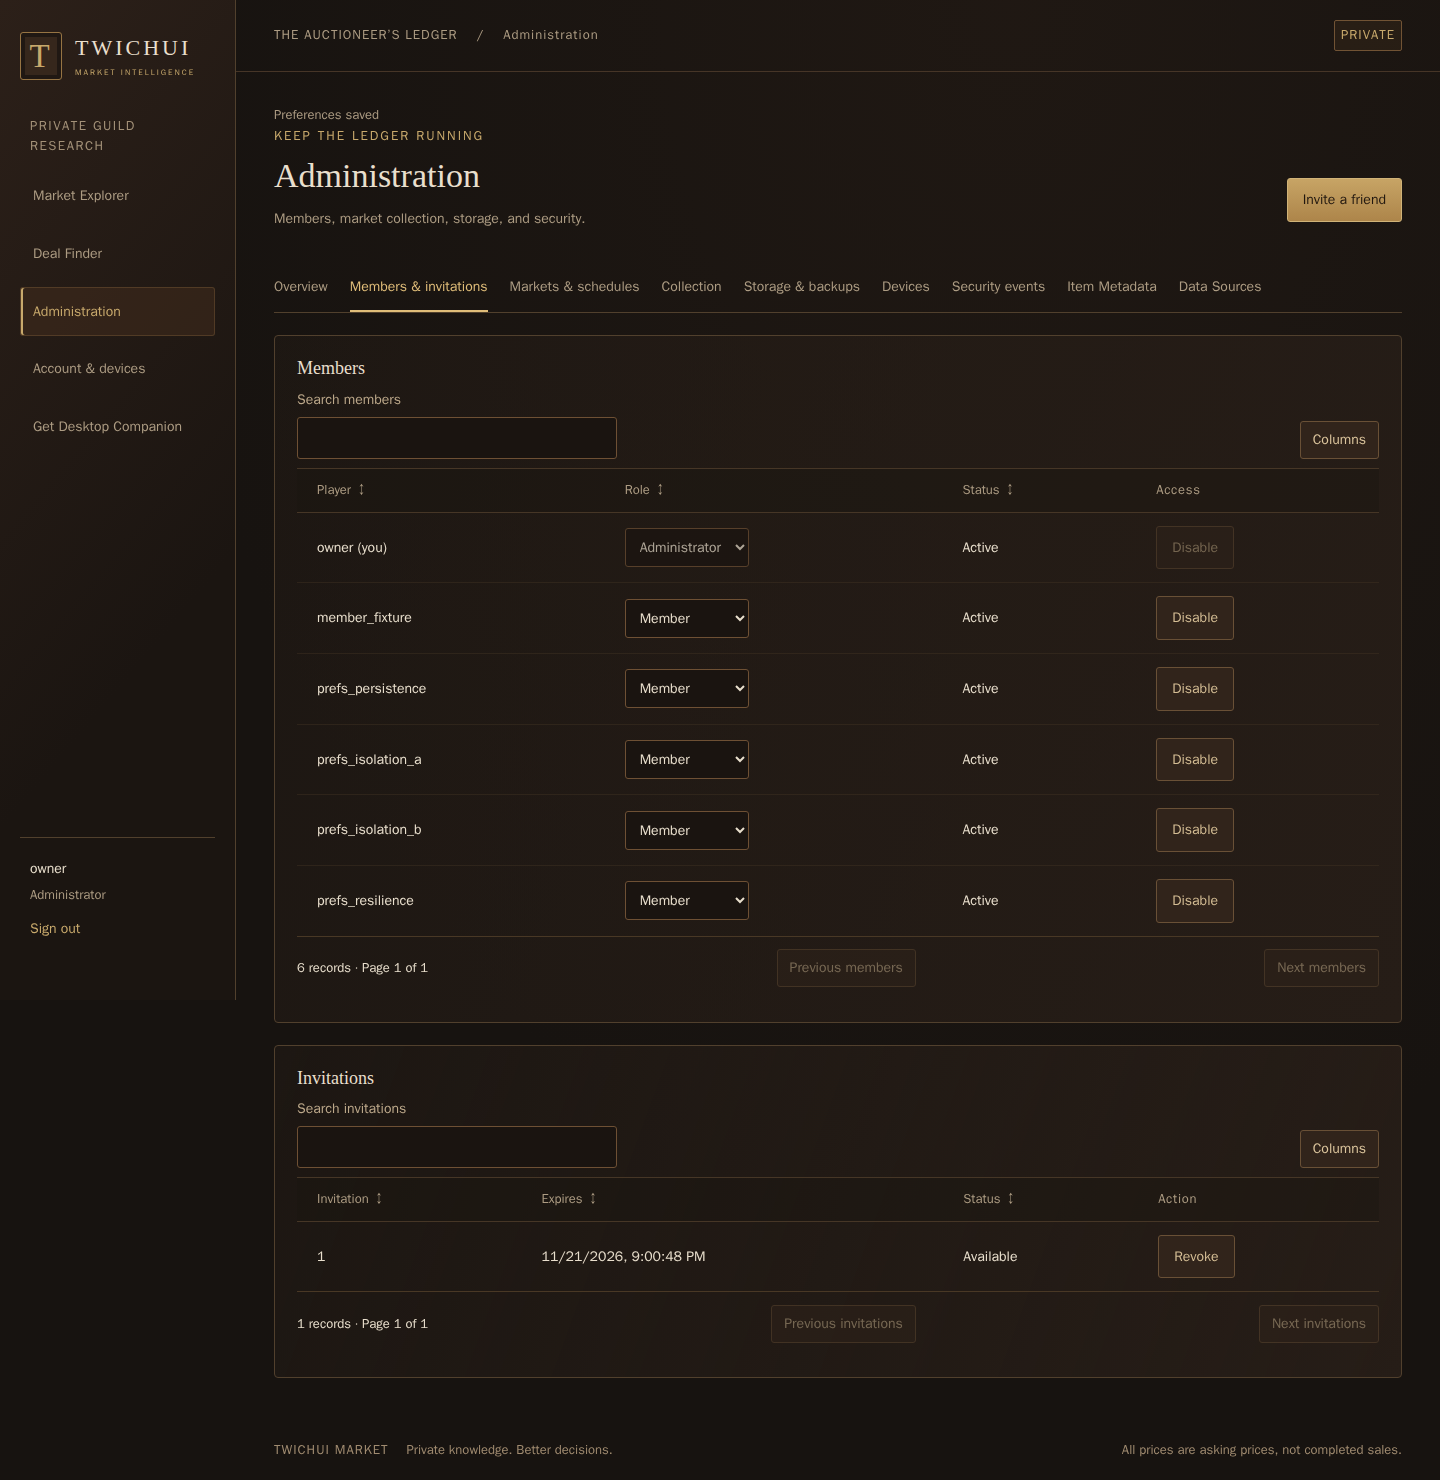 T
TWICHUI
MARKET INTELLIGENCE
PRIVATE GUILD
RESEARCH
Market Explorer
Deal Finder
Administration
Account & devices
Get Desktop Companion
owner
Administrator
Sign out
THE AUCTIONEER'S LEDGER / Administration
PRIVATE
Preferences saved
KEEP THE LEDGER RUNNING
Administration
Members, market collection, storage, and security.
Invite a friend
Overview Members & invitations Markets & schedules Collection Storage & backups Devices Security events Item Metadata Data Sources
Members
Search members
Columns
Player ↕ Role ↕ Status ↕ Access
owner (you) Administrator Active Disable
member_fixture Member Active Disable
prefs_persistence Member Active Disable
prefs_isolation_a Member Active Disable
prefs_isolation_b Member Active Disable
prefs_resilience Member Active Disable
6 records · Page 1 of 1 Previous members Next members
Invitations
Search invitations
Columns
Invitation ↕ Expires ↕ Status ↕ Action
1 11/21/2026, 9:00:48 PM Available Revoke
1 records · Page 1 of 1 Previous invitations Next invitations
TWICHUI MARKET Private knowledge. Better decisions. All prices are asking prices, not completed sales.